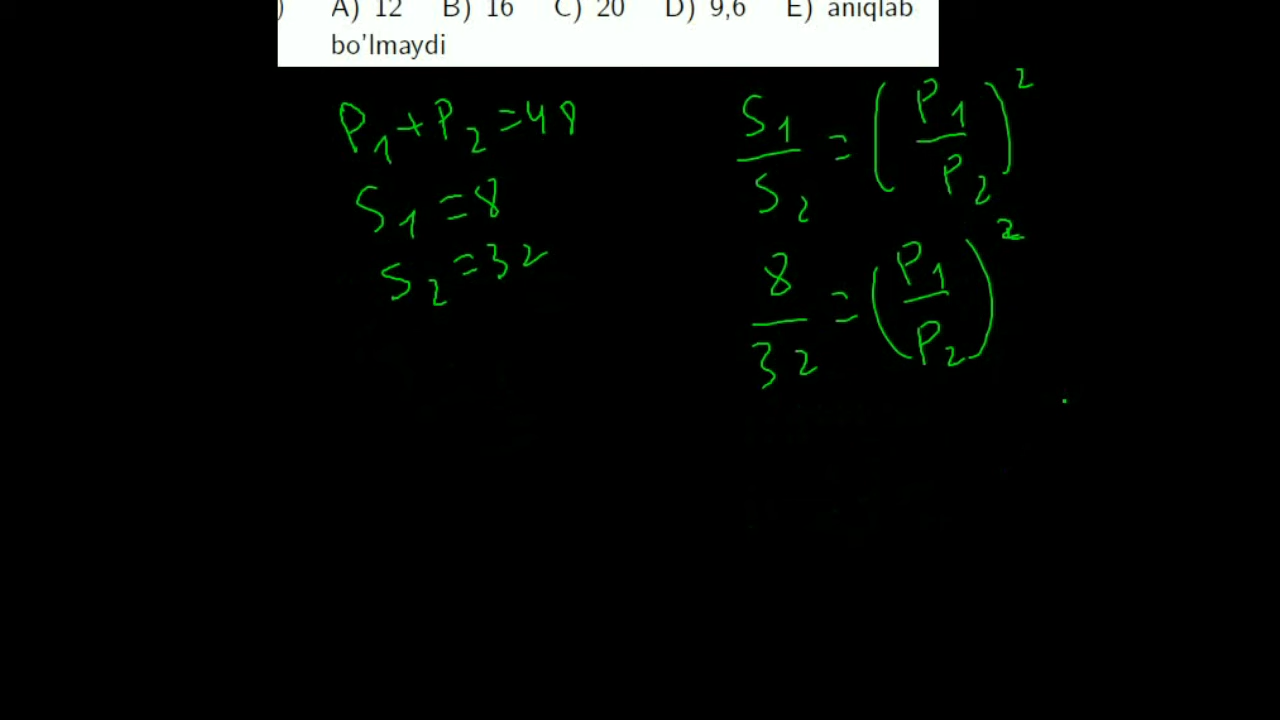 ) A) 12 B) 16 C) 20 D) 9,6 E) aniqlab
bo'lmaydi
P₁+P₂=48
S₁=8
S₂=32
S₁/S₂=(P₁/P₂)²
8/32=(P₁/P₂)²